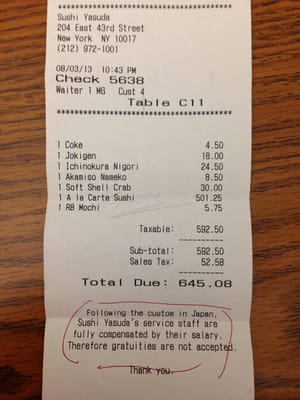 ******************************
Sushi Yasuda
204 East 43rd Street
New York  NY 10017
(212) 972-1001
08/03/13  10:43 PM
Check 5638
Waiter 1 MG  Cust 4
Table C11
******************************
1 Coke 4.50
1 Jokigen 18.00
1 Ichinokura Nigori 24.50
1 Akamiso Nameko 8.50
1 Soft Shell Crab 30.00
1 A la Carte Sushi 501.25
1 RB Mochi 5.75
Taxable: 592.50
Sub-total: 592.50
Sales Tax: 52.58
Total Due: 645.08
Following the custom in Japan,
Sushi Yasuda's service staff are
fully compensated by their salary.
Therefore gratuities are not accepted.
Thank you.